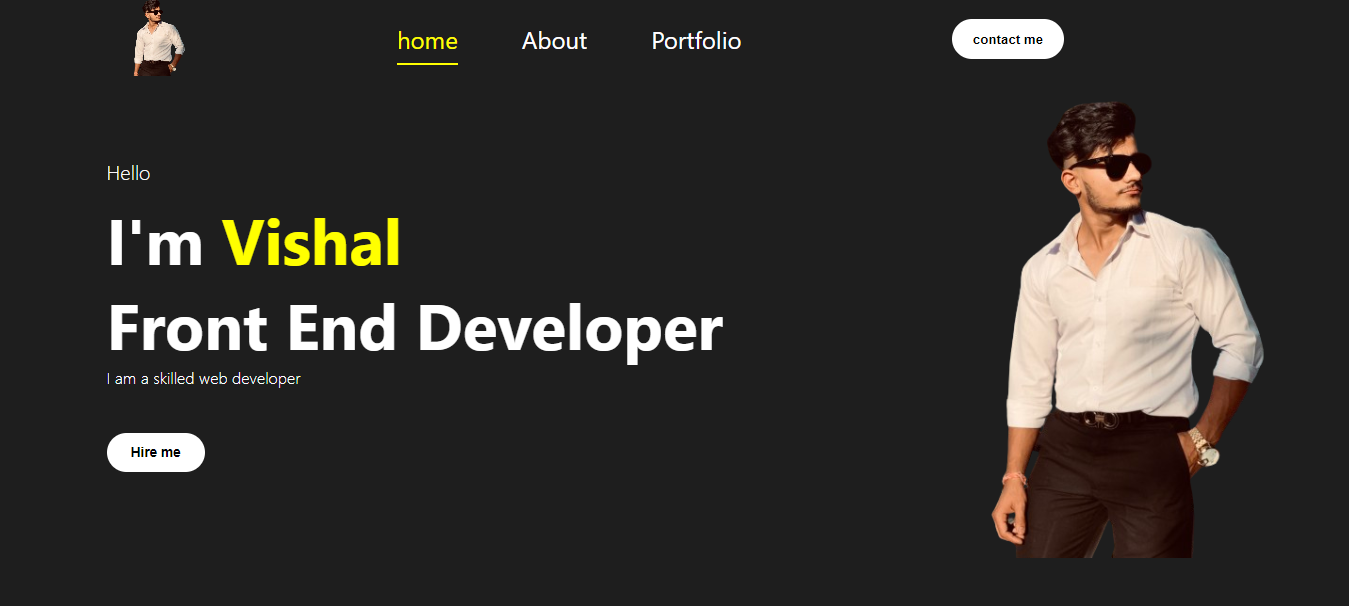 home About Portfolio contact me
Hello
I'm Vishal
Front End Developer
I am a skilled web developer
Hire me